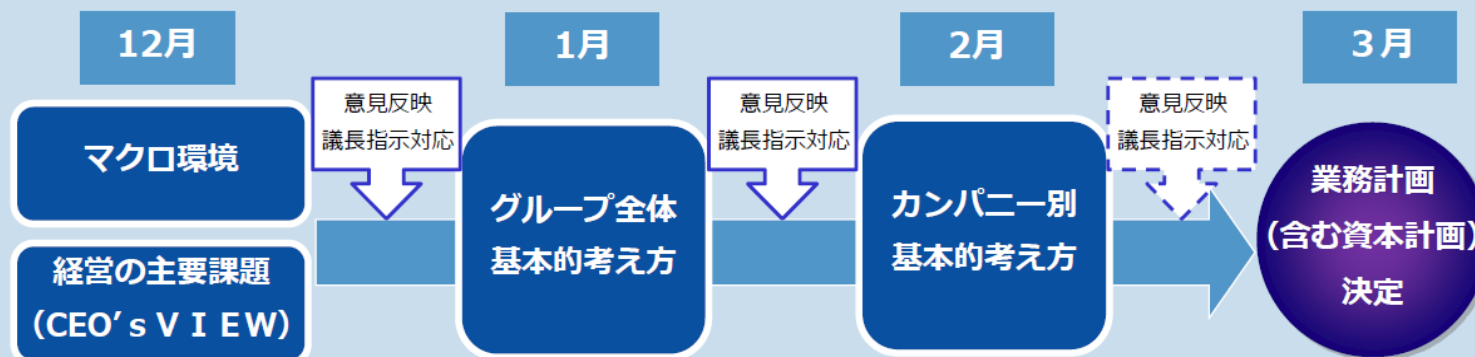 12月
1月
2月
３月
マクロ環境
経営の主要課題
（CEO’ｓＶＩＥＷ）
意見反映
議長指示対応
グループ全体
基本的考え方
意見反映
議長指示対応
カンパニー別
基本的考え方
意見反映
議長指示対応
業務計画
（含む資本計画）
決定